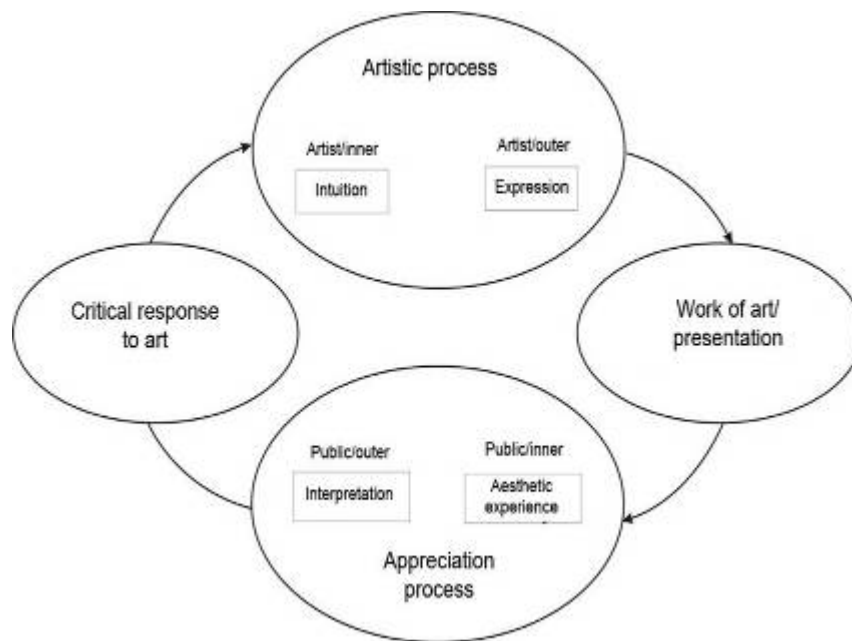 Artistic process
Artist/inner
Artist/outer
Intuition
Expression
Critical response
to art
Work of art/
presentation
Public/outer
Public/inner
Interpretation
Aesthetic
experience
Appreciation
process